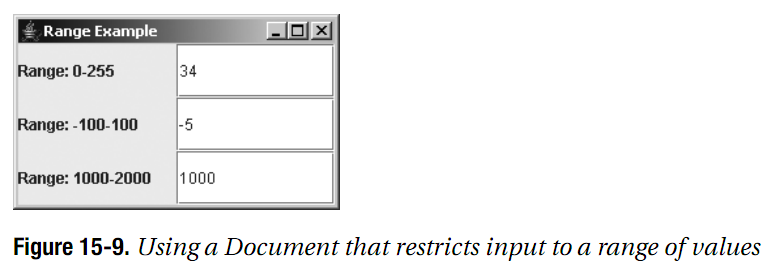 Range Example
Range: 0-255 34
Range: -100-100 -5
Range: 1000-2000 1000
Figure 15-9. Using a Document that restricts input to a range of values